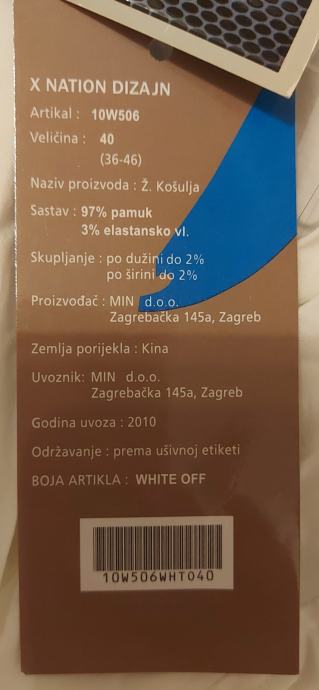 X NATION DIZAJN
Artikal : 10W506
Veličina : 40
(36-46)
Naziv proizvoda : Ž. Košulja
Sastav : 97% pamuk
3% elastansko vl.
Skupljanje : po dužini do 2%
po širini do 2%
Proizvođač : MIN d.o.o.
Zagrebačka 145a, Zagreb
Zemlja porijekla : Kina
Uvoznik: MIN d.o.o.
Zagrebačka 145a, Zagreb
Godina uvoza : 2010
Održavanje : prema ušivnoj etiketi
BOJA ARTIKLA : WHITE OFF
10W506WHT040